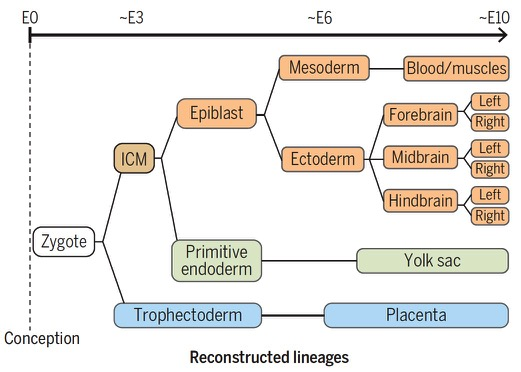 E0
~E3
~E6
~E10
Mesoderm
Blood/muscles
Epiblast
Forebrain
Left
Right
ICM
Ectoderm
Midbrain
Left
Right
Hindbrain
Left
Right
Zygote
Primitive
endoderm
Yolk sac
Trophectoderm
Placenta
Conception
Reconstructed lineages